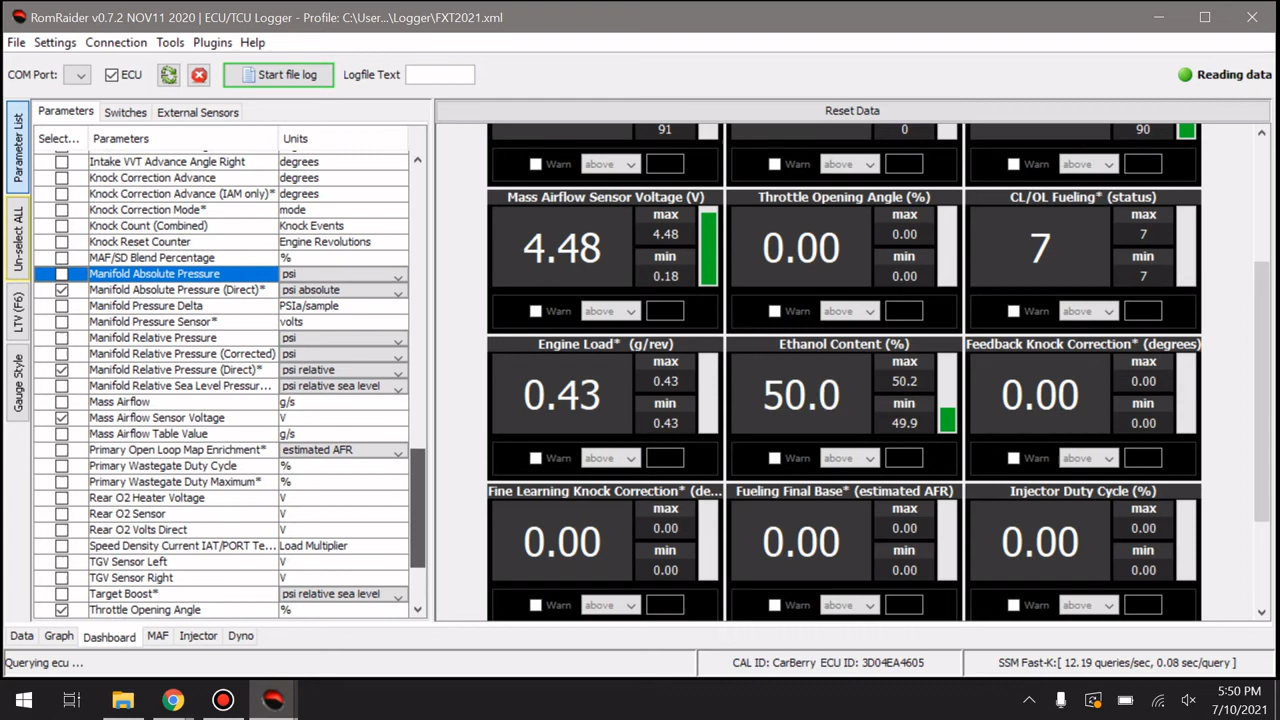 RomRaider v0.7.2 NOV11 2020 | ECU/TCU Logger - Profile: C:\User...\Logger\FXT2021.xml
File Settings Connection Tools Plugins Help
COM Port: ECU Start file log Logfile Text Reading data
Parameters Switches External Sensors Reset Data
Parameter List
Un-select ALL
LTV (F6)
Gauge Style
Select... Parameters Units
Intake VVT Advance Angle Right degrees
Knock Correction Advance degrees
Knock Correction Advance (IAM only)* degrees
Knock Correction Mode* mode
Knock Count (Combined) Knock Events
Knock Reset Counter Engine Revolutions
MAF/SD Blend Percentage %
Manifold Absolute Pressure psi
Manifold Absolute Pressure (Direct)* psi absolute
Manifold Pressure Delta PSIa/sample
Manifold Pressure Sensor* volts
Manifold Relative Pressure psi
Manifold Relative Pressure (Corrected) psi
Manifold Relative Pressure (Direct)* psi relative
Manifold Relative Sea Level Pressur... psi relative sea level
Mass Airflow g/s
Mass Airflow Sensor Voltage V
Mass Airflow Table Value g/s
Primary Open Loop Map Enrichment* estimated AFR
Primary Wastegate Duty Cycle %
Primary Wastegate Duty Maximum* %
Rear O2 Heater Voltage V
Rear O2 Sensor V
Rear O2 Volts Direct V
Speed Density Current IAT/PORT Te... Load Multiplier
TGV Sensor Left V
TGV Sensor Right V
Target Boost* psi relative sea level
Throttle Opening Angle %
91 0 90
Warn above Warn above Warn above
Mass Airflow Sensor Voltage (V) Throttle Opening Angle (%) CL/OL Fueling* (status)
max max max
4.48 4.48 0.00 0.00 7 7
min min min
0.18 0.00 7
Warn above Warn above Warn above
Engine Load* (g/rev) Ethanol Content (%) Feedback Knock Correction* (degrees)
max max max
0.43 0.43 50.0 50.2 0.00 0.00
min min min
0.43 49.9 0.00
Warn above Warn above Warn above
Fine Learning Knock Correction* (de... Fueling Final Base* (estimated AFR) Injector Duty Cycle (%)
max max max
0.00 0.00 0.00 0.00 0.00 0.00
min min min
0.00 0.00 0.00
Warn above Warn above Warn above
Data Graph Dashboard MAF Injector Dyno
Querying ecu ... CAL ID: CarBerry ECU ID: 3D04EA4605 SSM Fast-K:[ 12.19 queries/sec, 0.08 sec/query ]
5:50 PM
7/10/2021